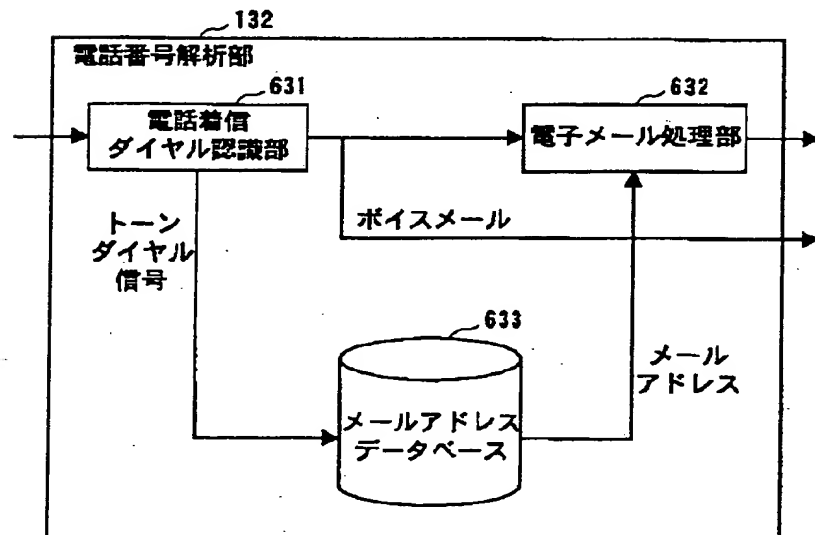 132
電話番号解析部
631
電話着信
ダイヤル認識部
632
電子メール処理部
トーン
ダイヤル
信号
ボイスメール
633
メールアドレス
データベース
メール
アドレス